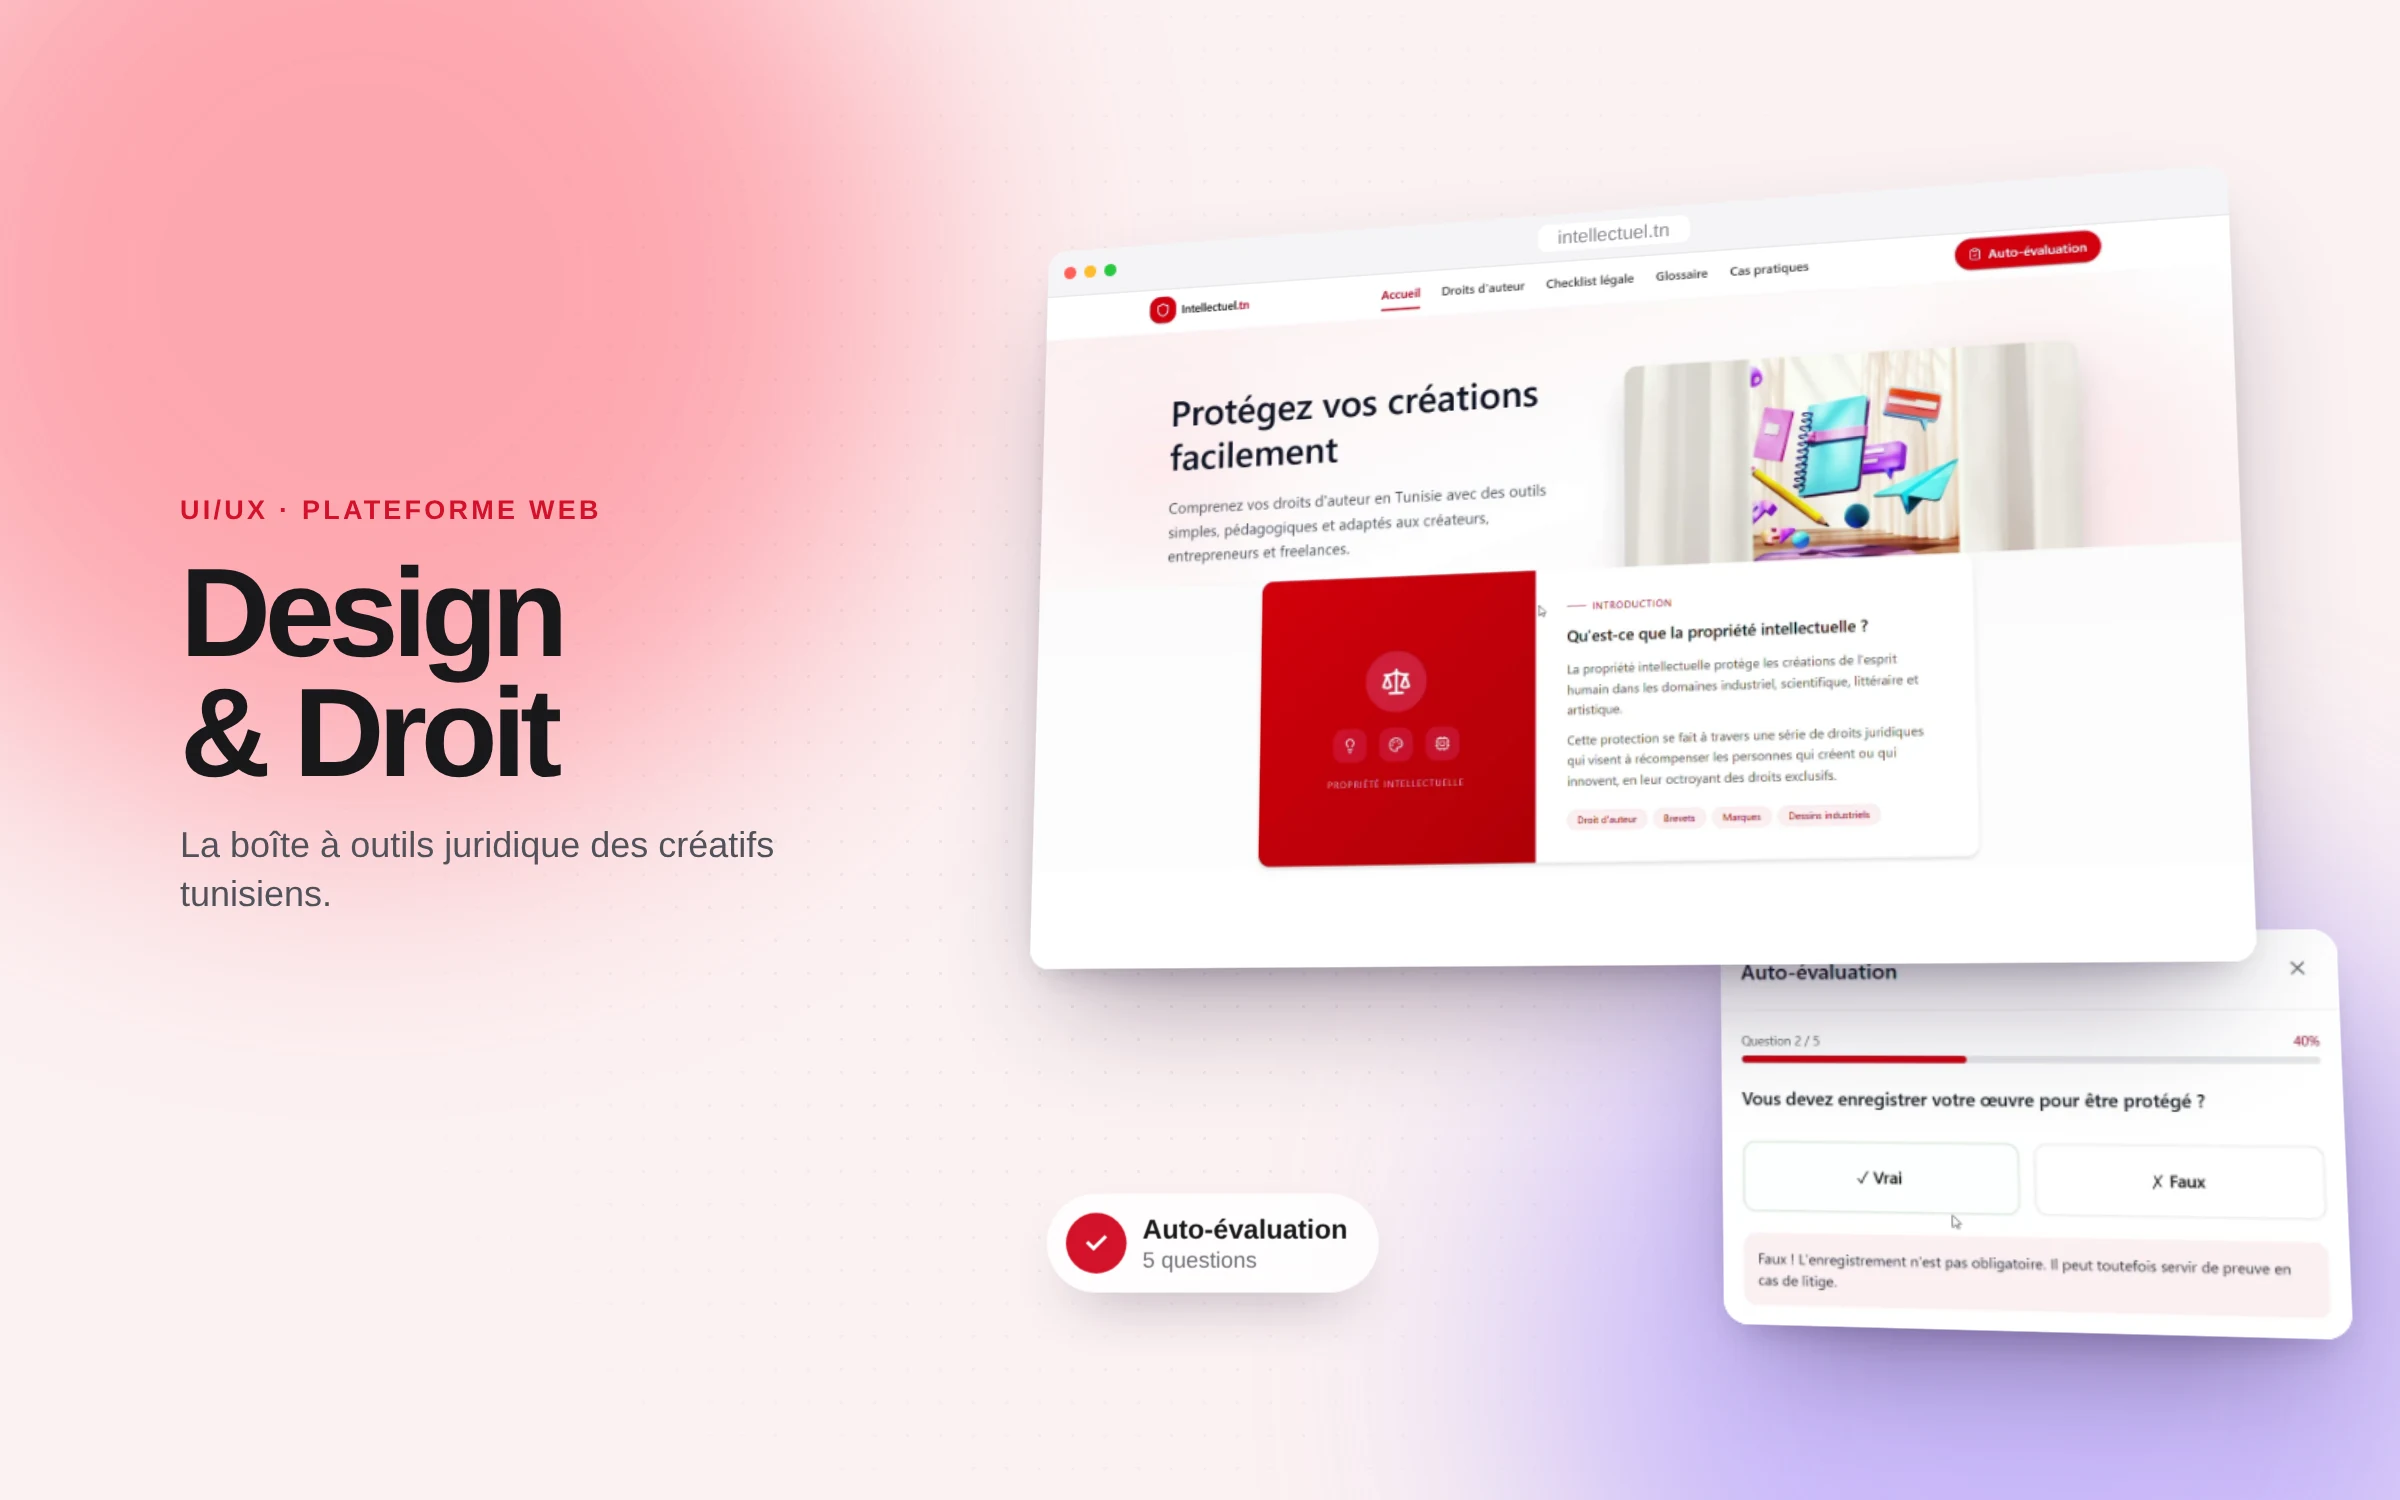 UI/UX · PLATEFORME WEB
Design
& Droit
La boîte à outils juridique des créatifs
tunisiens.
intellectuel.tn
Intellectuel.tn
Accueil
Droits d'auteur
Checklist légale
Glossaire
Cas pratiques
Auto-évaluation
Protégez vos créations
facilement
Comprenez vos droits d'auteur en Tunisie avec des outils
simples, pédagogiques et adaptés aux créateurs,
entrepreneurs et freelances.
PROPRIÉTÉ INTELLECTUELLE
INTRODUCTION
Qu'est-ce que la propriété intellectuelle ?
La propriété intellectuelle protège les créations de l'esprit
humain dans les domaines industriel, scientifique, littéraire et
artistique.
Cette protection se fait à travers une série de droits juridiques
qui visent à récompenser les personnes qui créent ou qui
innovent, en leur octroyant des droits exclusifs.
Droit d'auteur
Brevets
Marques
Dessins industriels
Auto-évaluation
Question 2 / 5
40%
Vous devez enregistrer votre œuvre pour être protégé ?
✓ Vrai
✗ Faux
Faux ! L'enregistrement n'est pas obligatoire. Il peut toutefois servir de preuve en
cas de litige.
Auto-évaluation
5 questions